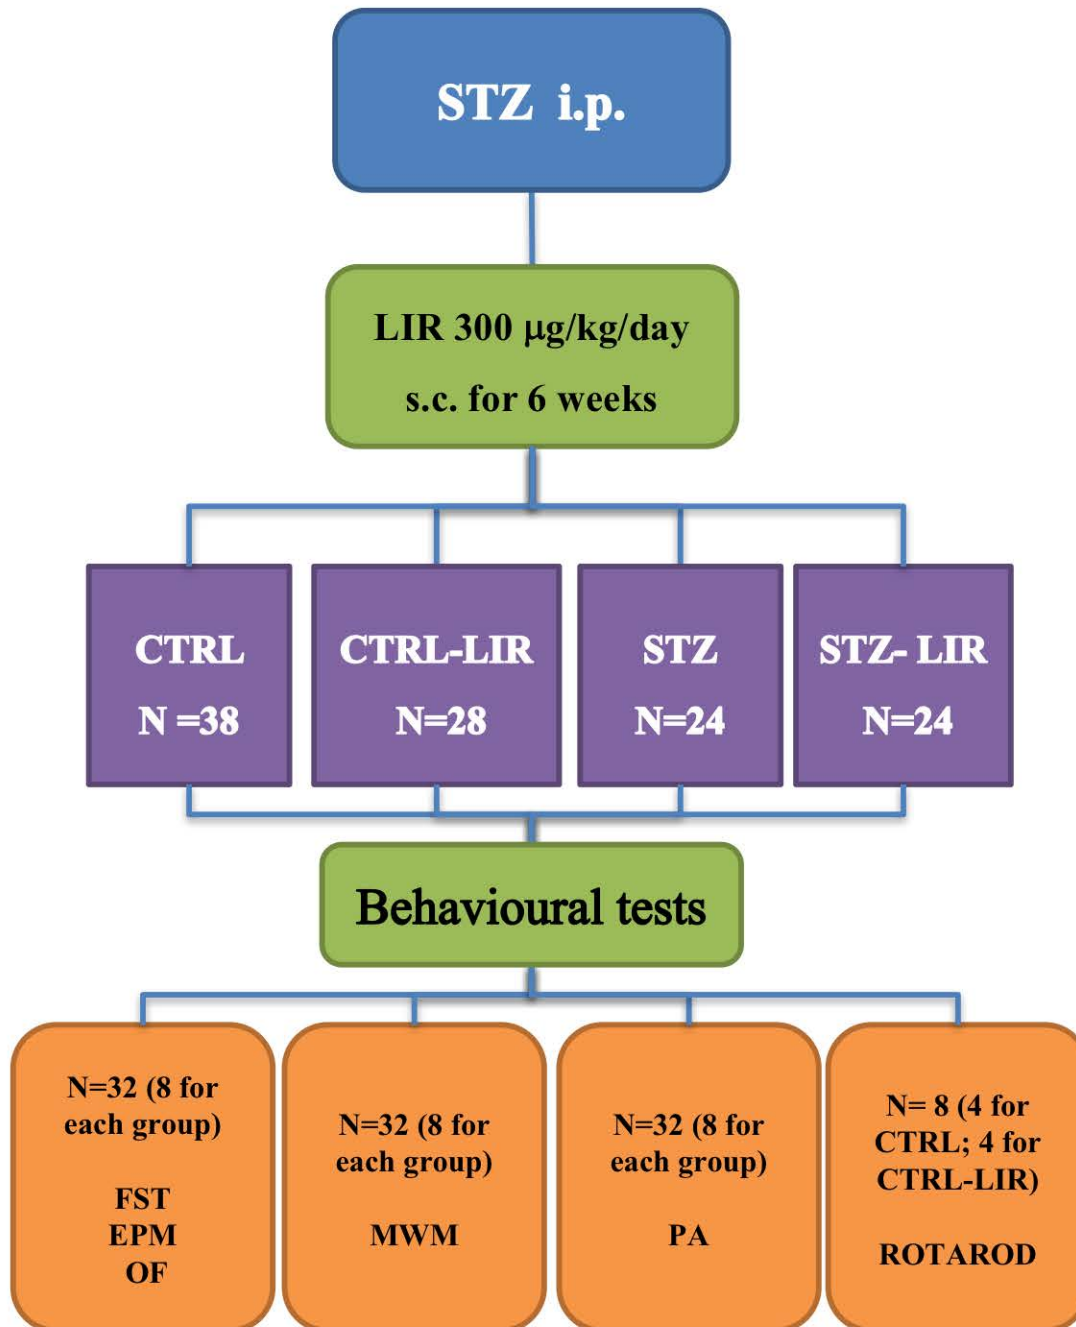 STZ i.p.
LIR 300 μg/kg/day
s.c. for 6 weeks
CTRL
N =38
CTRL-LIR
N=28
STZ
N=24
STZ- LIR
N=24
Behavioural tests
N=32 (8 for
each group)
FST
EPM
OF
N=32 (8 for
each group)
MWM
N=32 (8 for
each group)
PA
N= 8 (4 for
CTRL; 4 for
CTRL-LIR)
ROTAROD